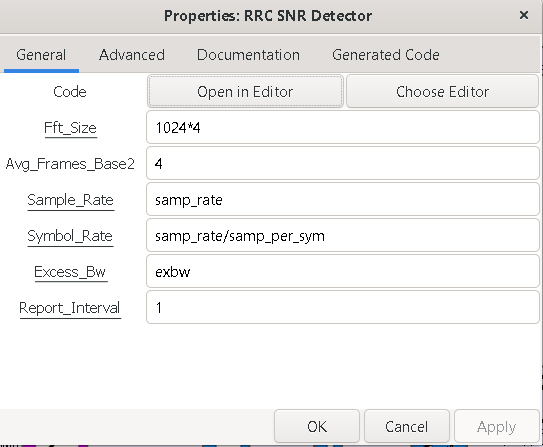 Properties: RRC SNR Detector
×
General Advanced Documentation Generated Code
Code Open in Editor Choose Editor
Fft_Size 1024*4
Avg_Frames_Base2 4
Sample_Rate samp_rate
Symbol_Rate samp_rate/samp_per_sym
Excess_Bw exbw
Report_Interval 1
OK Cancel Apply